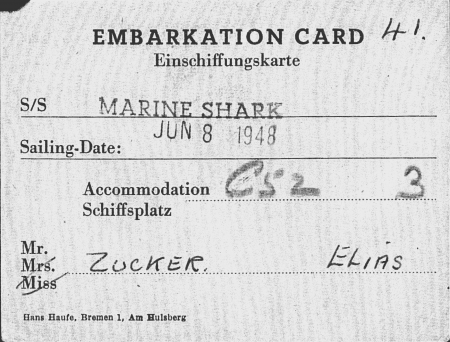 EMBARKATION CARD 41.
Einschiffungskarte
S/S MARINE SHARK
JUN 8 1948
Sailing-Date:
Accommodation C52 3
Schiffsplatz
Mr.
Mrs. ZUCKER. ELIAS
Miss
Hans Haufe, Bremen 1, Am Hulsberg